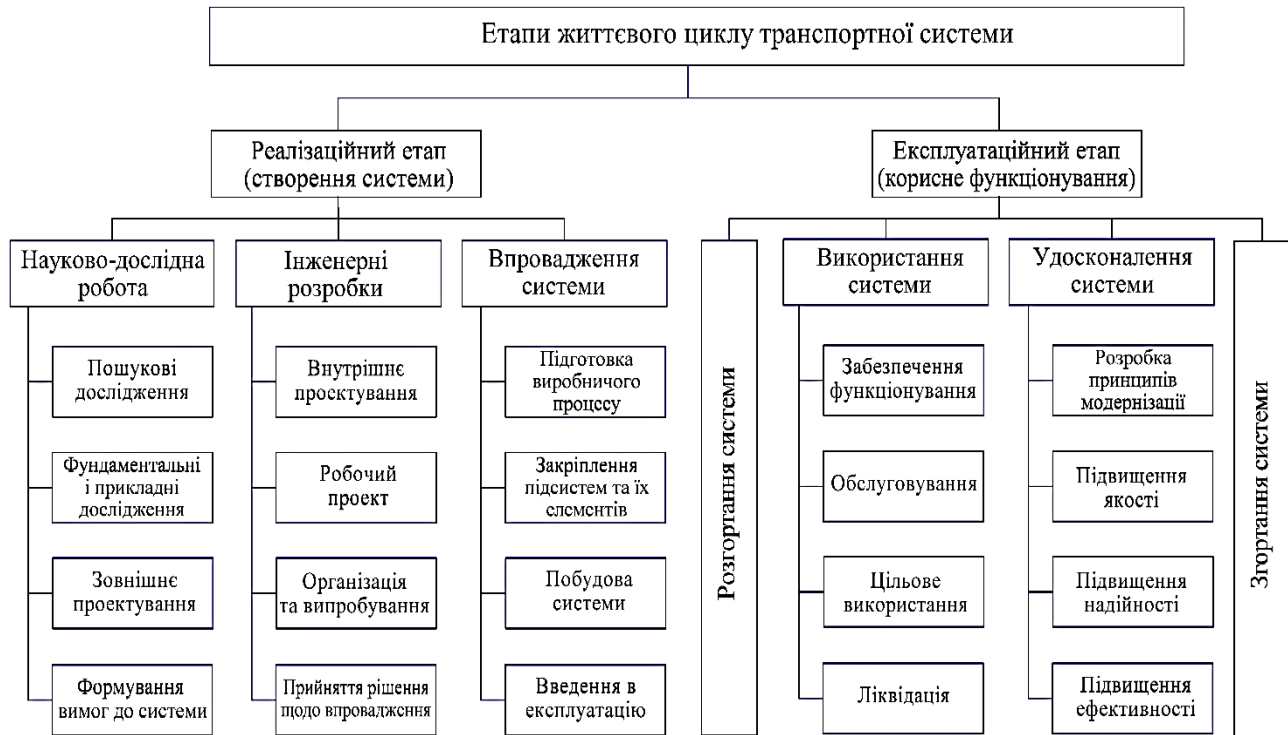 Етапи життєвого циклу транспортної системи
Реалізаційний етап
(створення системи)
Експлуатаційний етап
(корисне функціонування)
Науково-дослідна
робота
Інженерні
розробки
Впровадження
системи
Розгортання системи
Використання
системи
Удосконалення
системи
Згортання системи
Пошукові
дослідження
Фундаментальні
і прикладні
дослідження
Зовнішнє
проектування
Формування
вимог до системи
Внутрішнє
проектування
Робочий
проект
Організація
та випробування
Прийняття рішення
щодо впровадження
Підготовка
виробничого
процесу
Закріплення
підсистем та їх
елементів
Побудова
системи
Введення в
експлуатацію
Забезпечення
функціонування
Обслуговування
Цільове
використання
Ліквідація
Розробка
принципів
модернізації
Підвищення
якості
Підвищення
надійності
Підвищення
ефективності